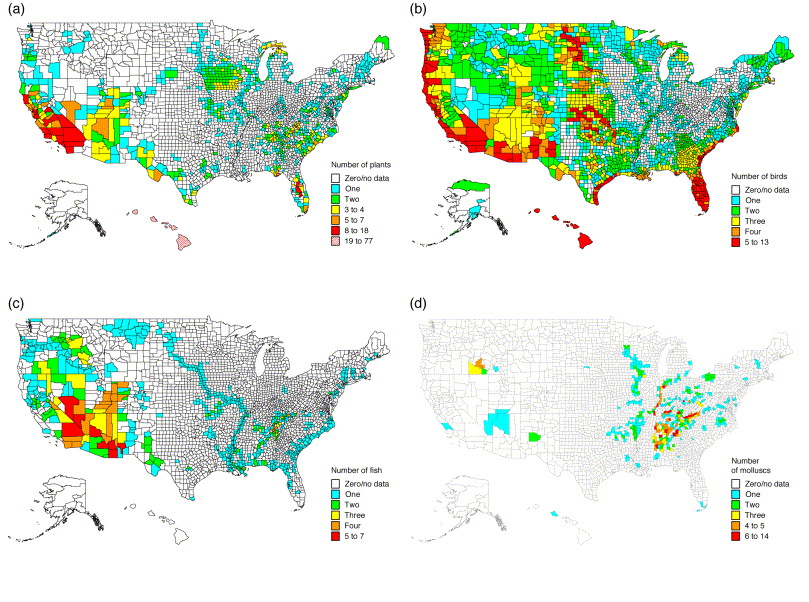 (a)
Number of plants
Zero/no data
One
Two
3 to 4
5 to 7
8 to 18
19 to 77
(b)
Number of birds
Zero/no data
One
Two
Three
Four
5 to 13
(c)
Number of fish
Zero/no data
One
Two
Three
Four
5 to 7
(d)
Number
of molluscs
Zero/no data
One
Two
Three
4 to 5
6 to 14